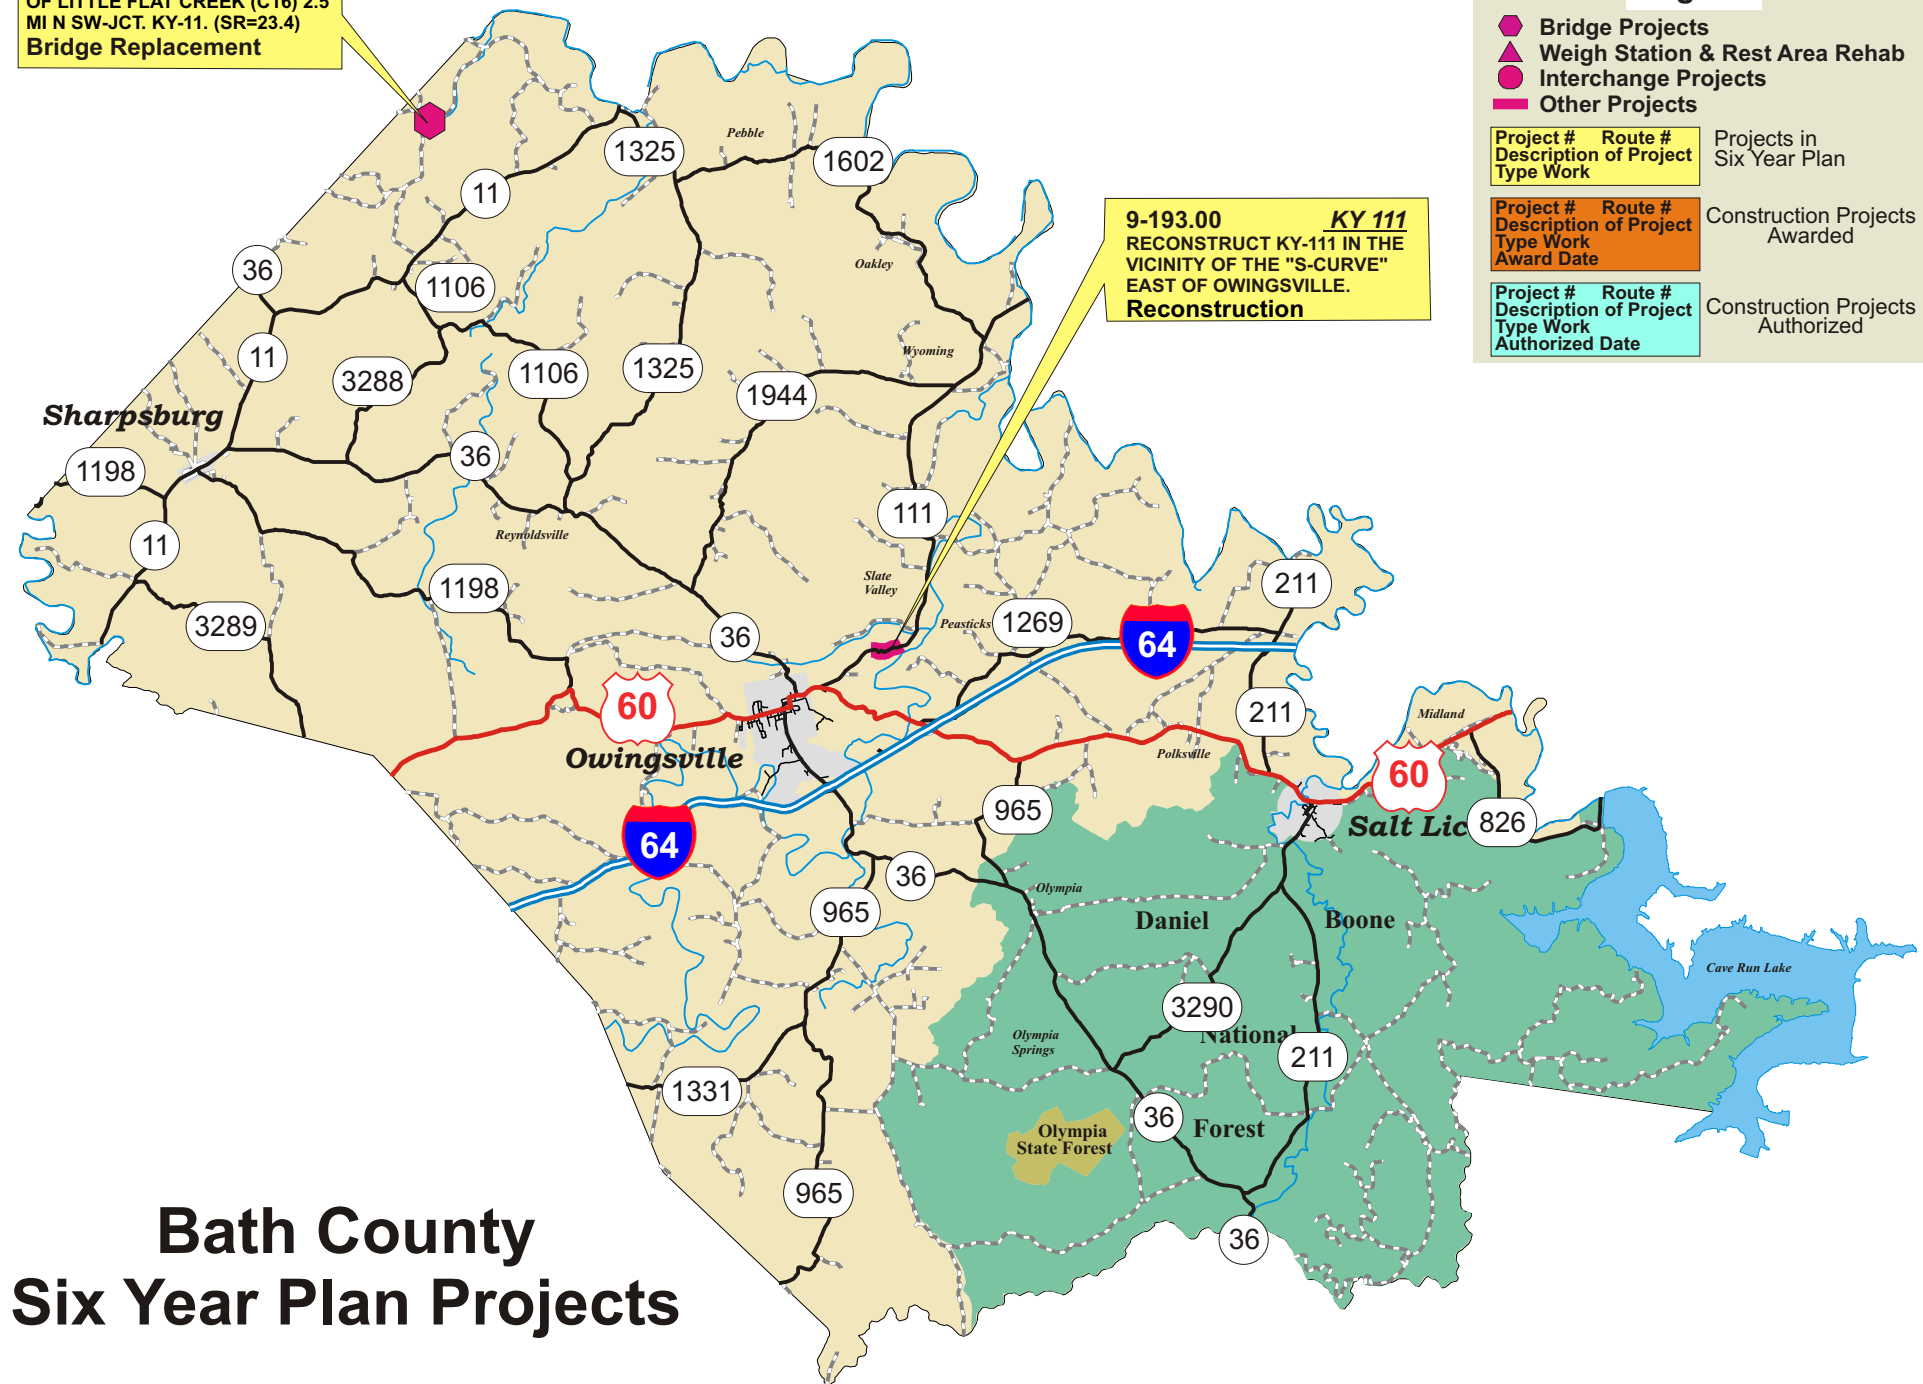 OF LITTLE FLAT CREEK (C16) 2.5
MI N SW-JCT. KY-11. (SR=23.4)
Bridge Replacement
Bridge Projects
Weigh Station & Rest Area Rehab
Interchange Projects
Other Projects
Project # Route #
Description of Project
Type Work
Projects in
Six Year Plan
Project # Route #
Description of Project
Type Work
Award Date
Construction Projects
Awarded
Project # Route #
Description of Project
Type Work
Authorized Date
Construction Projects
Authorized
9-193.00 KY 111
RECONSTRUCT KY-111 IN THE
VICINITY OF THE "S-CURVE"
EAST OF OWINGSVILLE.
Reconstruction
Pebble
1325
1602
11
Oakley
36
1106
Wyoming
11
3288
1106
1325
1944
Sharpsburg
1198
36
111
Reynoldsville
11
Slate
Valley
211
1198
3289
36
Peasticks
1269
64
60
211
Midland
Owingsville
Polksville
60
965
Salt Lic
826
64
36
Olympia
965
Daniel
Boone
Cave Run Lake
3290
Olympia
Springs
National
211
1331
36
Forest
Olympia
State Forest
965
36
Bath County
Six Year Plan Projects